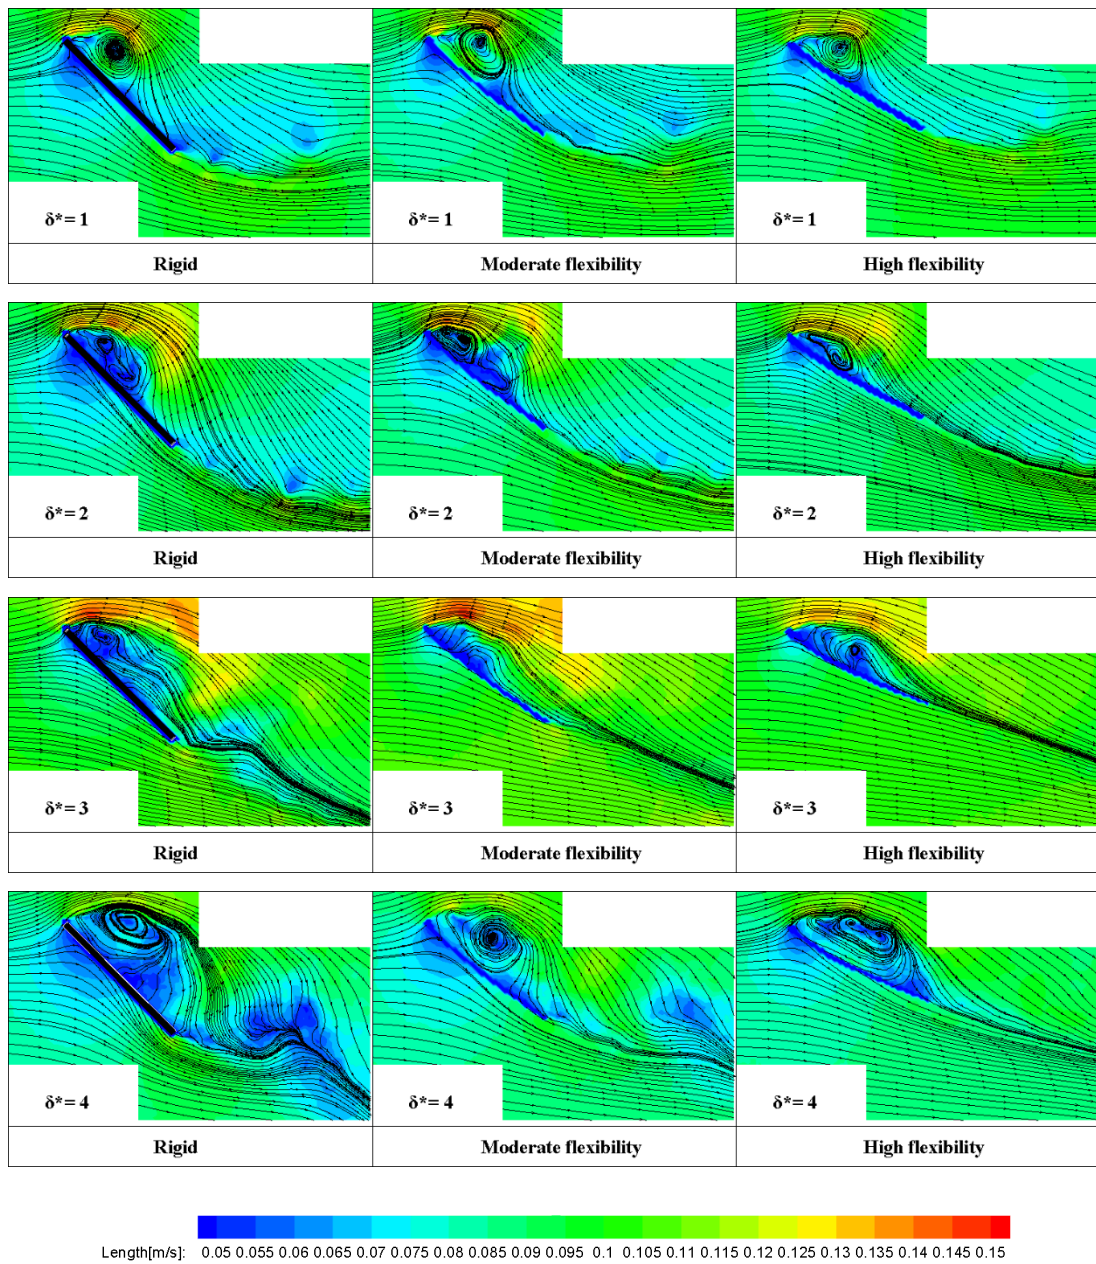 δ*= 1 δ*= 1 δ*= 1
Rigid Moderate flexibility High flexibility
δ*= 2 δ*= 2 δ*= 2
Rigid Moderate flexibility High flexibility
δ*= 3 δ*= 3 δ*= 3
Rigid Moderate flexibility High flexibility
δ*= 4 δ*= 4 δ*= 4
Rigid Moderate flexibility High flexibility
Length[m/s]: 0.05 0.055 0.06 0.065 0.07 0.075 0.08 0.085 0.09 0.095 0.1 0.105 0.11 0.115 0.12 0.125 0.13 0.135 0.14 0.145 0.15